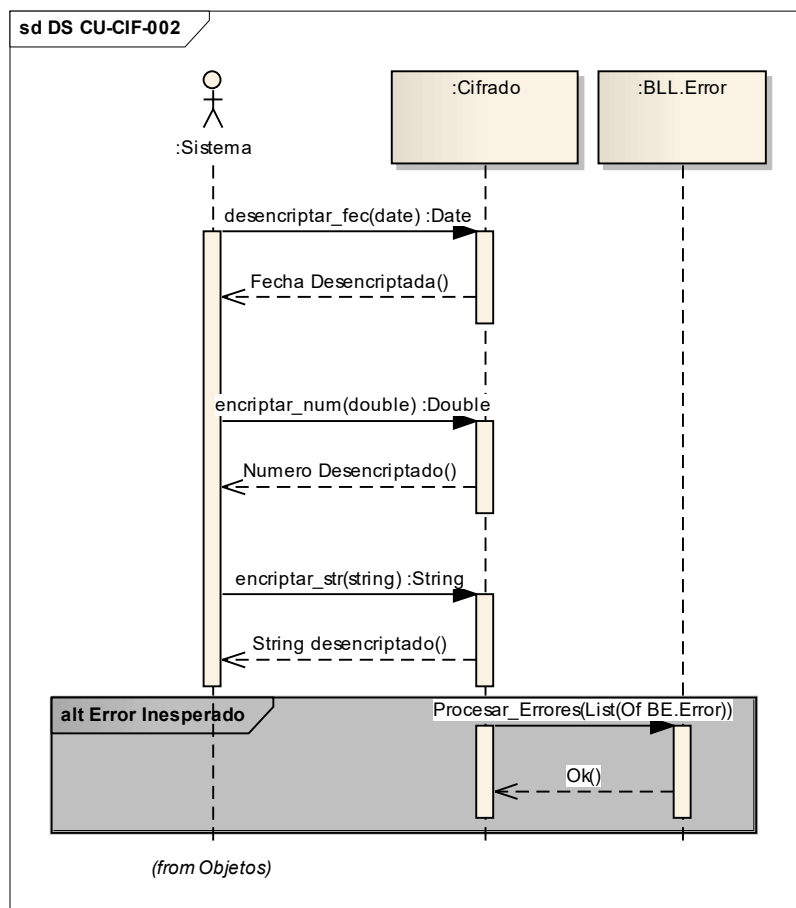 sd DS CU-CIF-002
:Sistema
:Cifrado
:BLL.Error
desencriptar_fec(date) :Date
Fecha Desencriptada()
encriptar_num(double) :Double
Numero Desencriptado()
encriptar_str(string) :String
String desencriptado()
alt Error Inesperado
Procesar_Errores(List(Of BE.Error))
Ok()
(from Objetos)